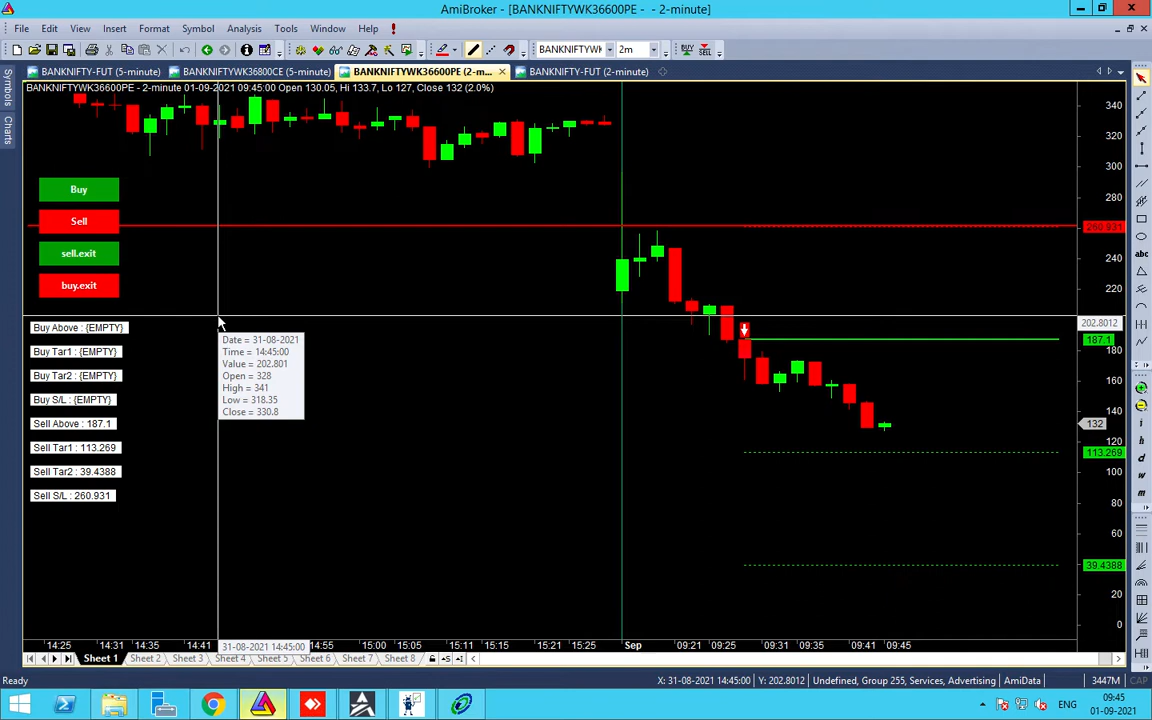 AmiBroker - [BANKNIFTYWK36600PE - - 2-minute]
File Edit View Insert Format Symbol Analysis Tools Window Help
BANKNIFTYWK 2m BUY SELL
BANKNIFTY-FUT (5-minute) BANKNIFTYWK36800CE (5-minute) BANKNIFTYWK36600PE (2-m... BANKNIFTY-FUT (2-minute)
BANKNIFTYWK36600PE - 2-minute 01-09-2021 09:45:00 Open 130.05, Hi 133.7, Lo 127, Close 132 (2.0%)
Symbols
Charts
Buy
Sell
sell.exit
buy.exit
Buy Above : {EMPTY}
Buy Tar1 : {EMPTY}
Buy Tar2 : {EMPTY}
Buy S/L : {EMPTY}
Sell Above : 187.1
Sell Tar1 : 113.269
Sell Tar2 : 39.4388
Sell S/L : 260.931
Date = 31-08-2021
Time = 14:45:00
Value = 202.801
Open = 328
High = 341
Low = 318.35
Close = 330.8
340
320
300
280
260.931
240
220
202.8012
187.1
180
160
140
132
120
113.269
100
80
60
39.4388
20
0
abc
i
h
d
w
m
14:25 14:31 14:35 14:41 31-08-2021 14:45:00 14:55 15:00 15:05 15:11 15:15 15:21 15:25 Sep 09:21 09:25 09:31 09:35 09:41 09:45
Sheet 1 Sheet 2 Sheet 3 Sheet 4 Sheet 5 Sheet 6 Sheet 7 Sheet 8
Ready X: 31-08-2021 14:45:00 Y: 202.8012 Undefined, Group 255, Services, Advertising AmiData 3447M CAP
ENG
09:45
01-09-2021